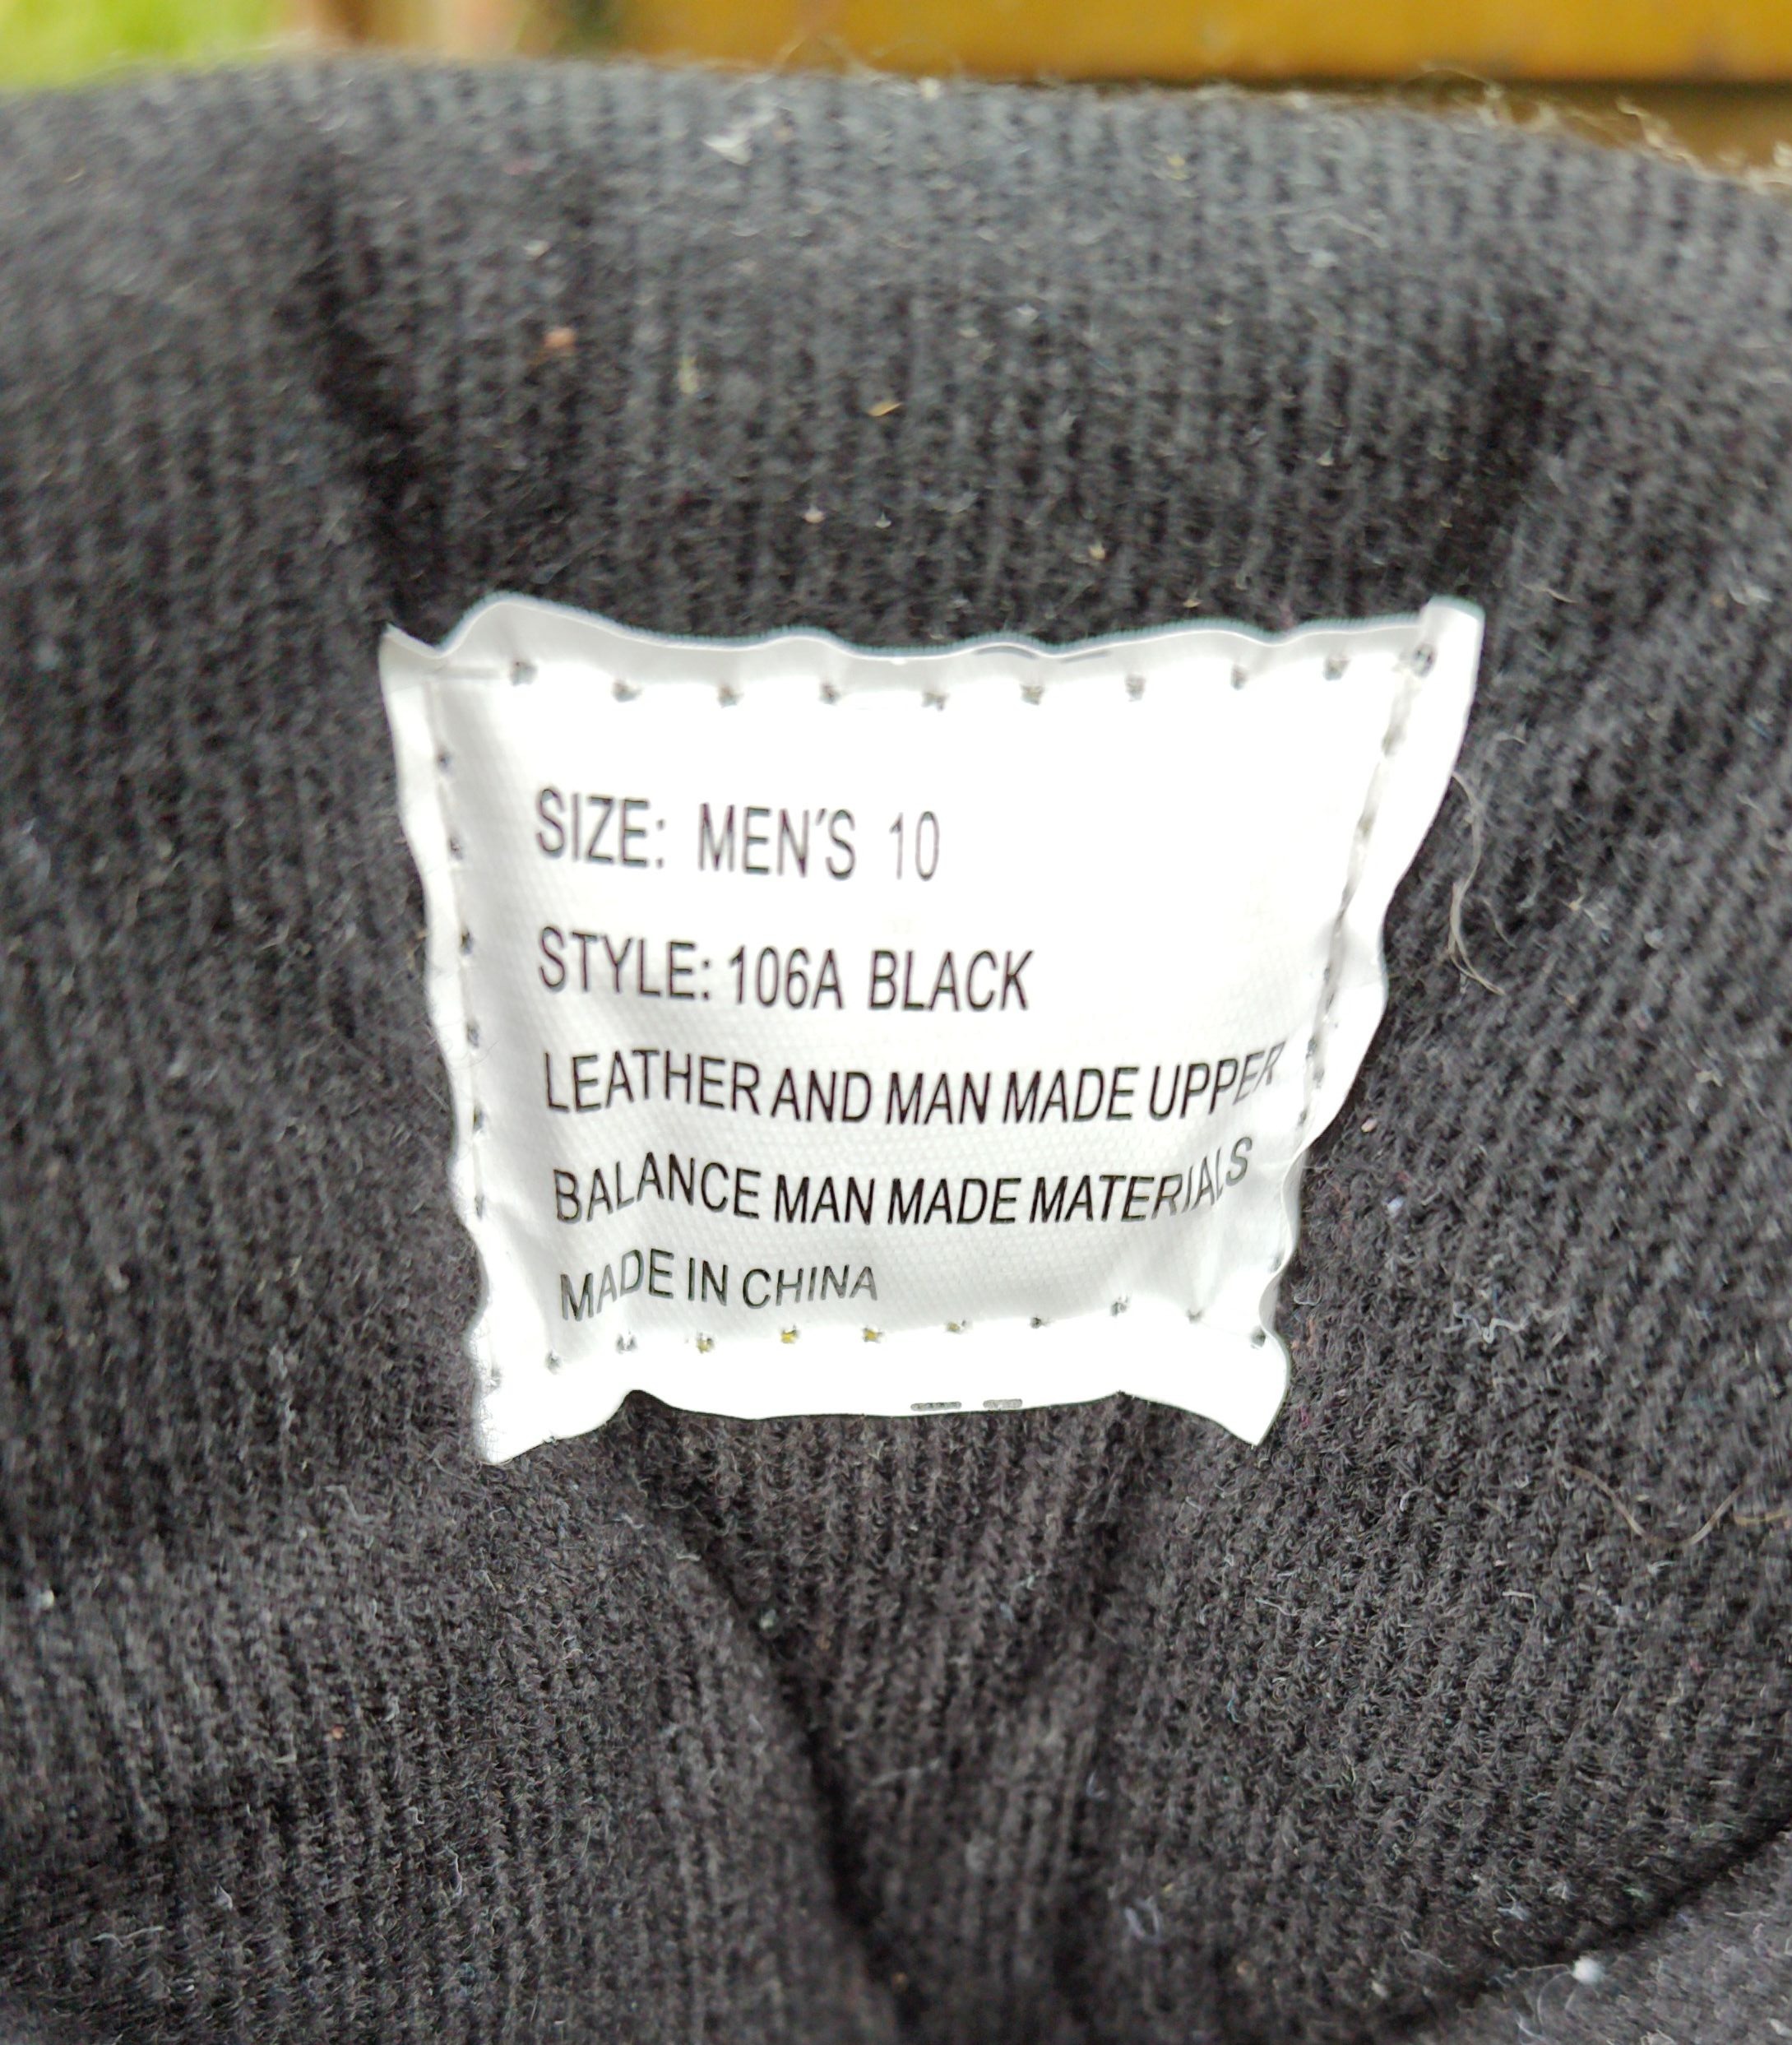 SIZE: MEN'S 10
STYLE: 106A BLACK
LEATHER AND MAN MADE UPPER
BALANCE MAN MADE MATERIALS
MADE IN CHINA